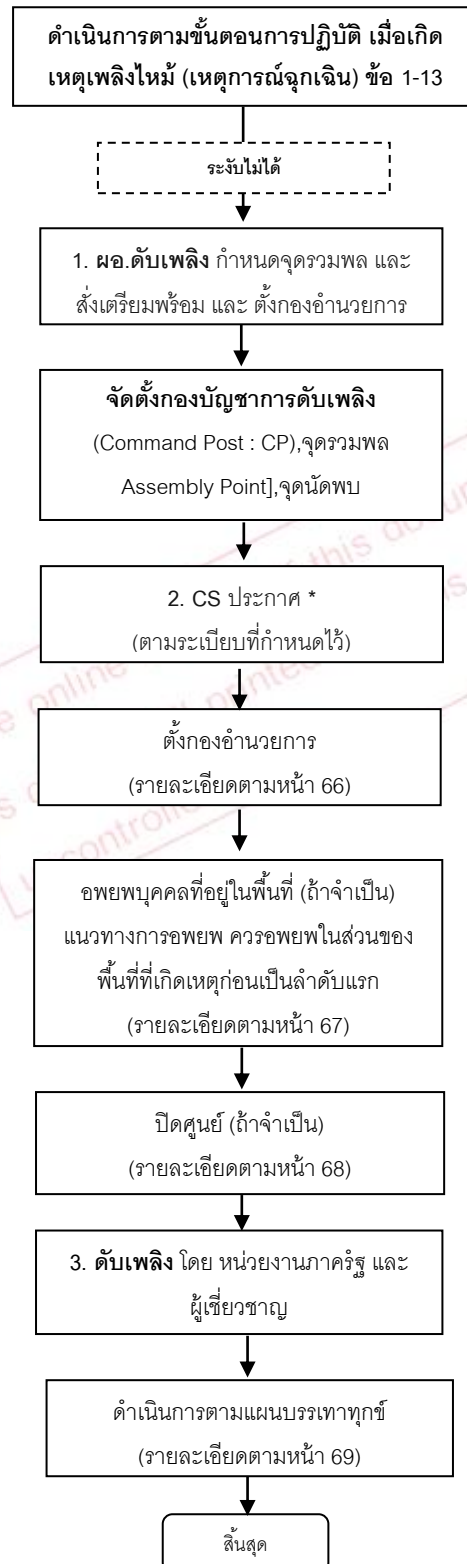 ดำเนินการตามขั้นตอนการปฏิบัติ เมื่อเกิด
เหตุเพลิงไหม้ (เหตุการณ์ฉุกเฉิน) ข้อ 1-13
ระงับไม่ได้
1. ผอ.ดับเพลิง กำหนดจุดรวมพล และ
สั่งเตรียมพร้อม และ ตั้งกองอำนวยการ
จัดตั้งกองบัญชาการดับเพลิง
(Command Post : CP),จุดรวมพล
Assembly Point],จุดนัดพบ
2. CS ประกาศ *
(ตามระเบียบที่กำหนดไว้)
ตั้งกองอำนวยการ
(รายละเอียดตามหน้า 66)
อพยพบุคคลที่อยู่ในพื้นที่ (ถ้าจำเป็น)
แนวทางการอพยพ ควรอพยพในส่วนของ
พื้นที่ที่เกิดเหตุก่อนเป็นลำดับแรก
(รายละเอียดตามหน้า 67)
ปิดศูนย์ (ถ้าจำเป็น)
(รายละเอียดตามหน้า 68)
3. ดับเพลิง โดย หน่วยงานภาครัฐ และ
ผู้เชี่ยวชาญ
ดำเนินการตามแผนบรรเทาทุกข์
(รายละเอียดตามหน้า 69)
สิ้นสุด